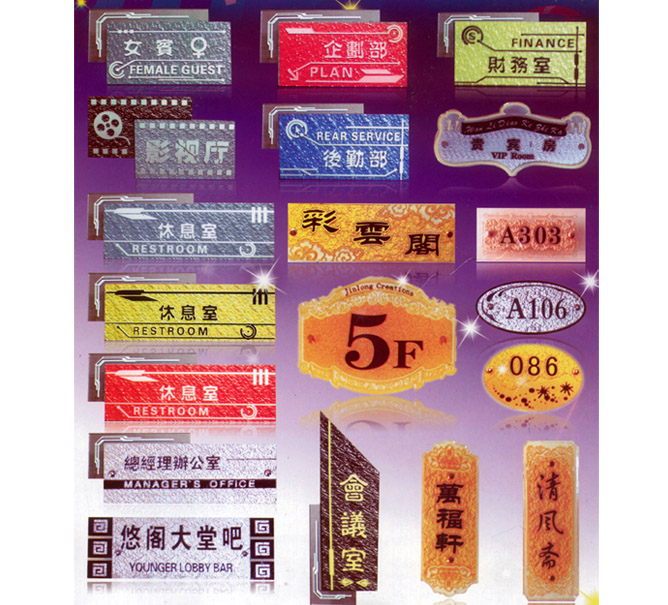 女賓
FEMALE GUEST
企劃部
PLAN
FINANCE
財務室
影视厅
REAR SERVICE
後勤部
貴賓房
VIP Room
休息室
RESTROOM
彩雲閣
A303
休息室
RESTROOM
Jinlong Creations
5F
A106
086
休息室
RESTROOM
總經理辦公室
MANAGER'S OFFICE
悠阁大堂吧
YOUNGER LOBBY BAR
會議室
萬福軒
清风斋